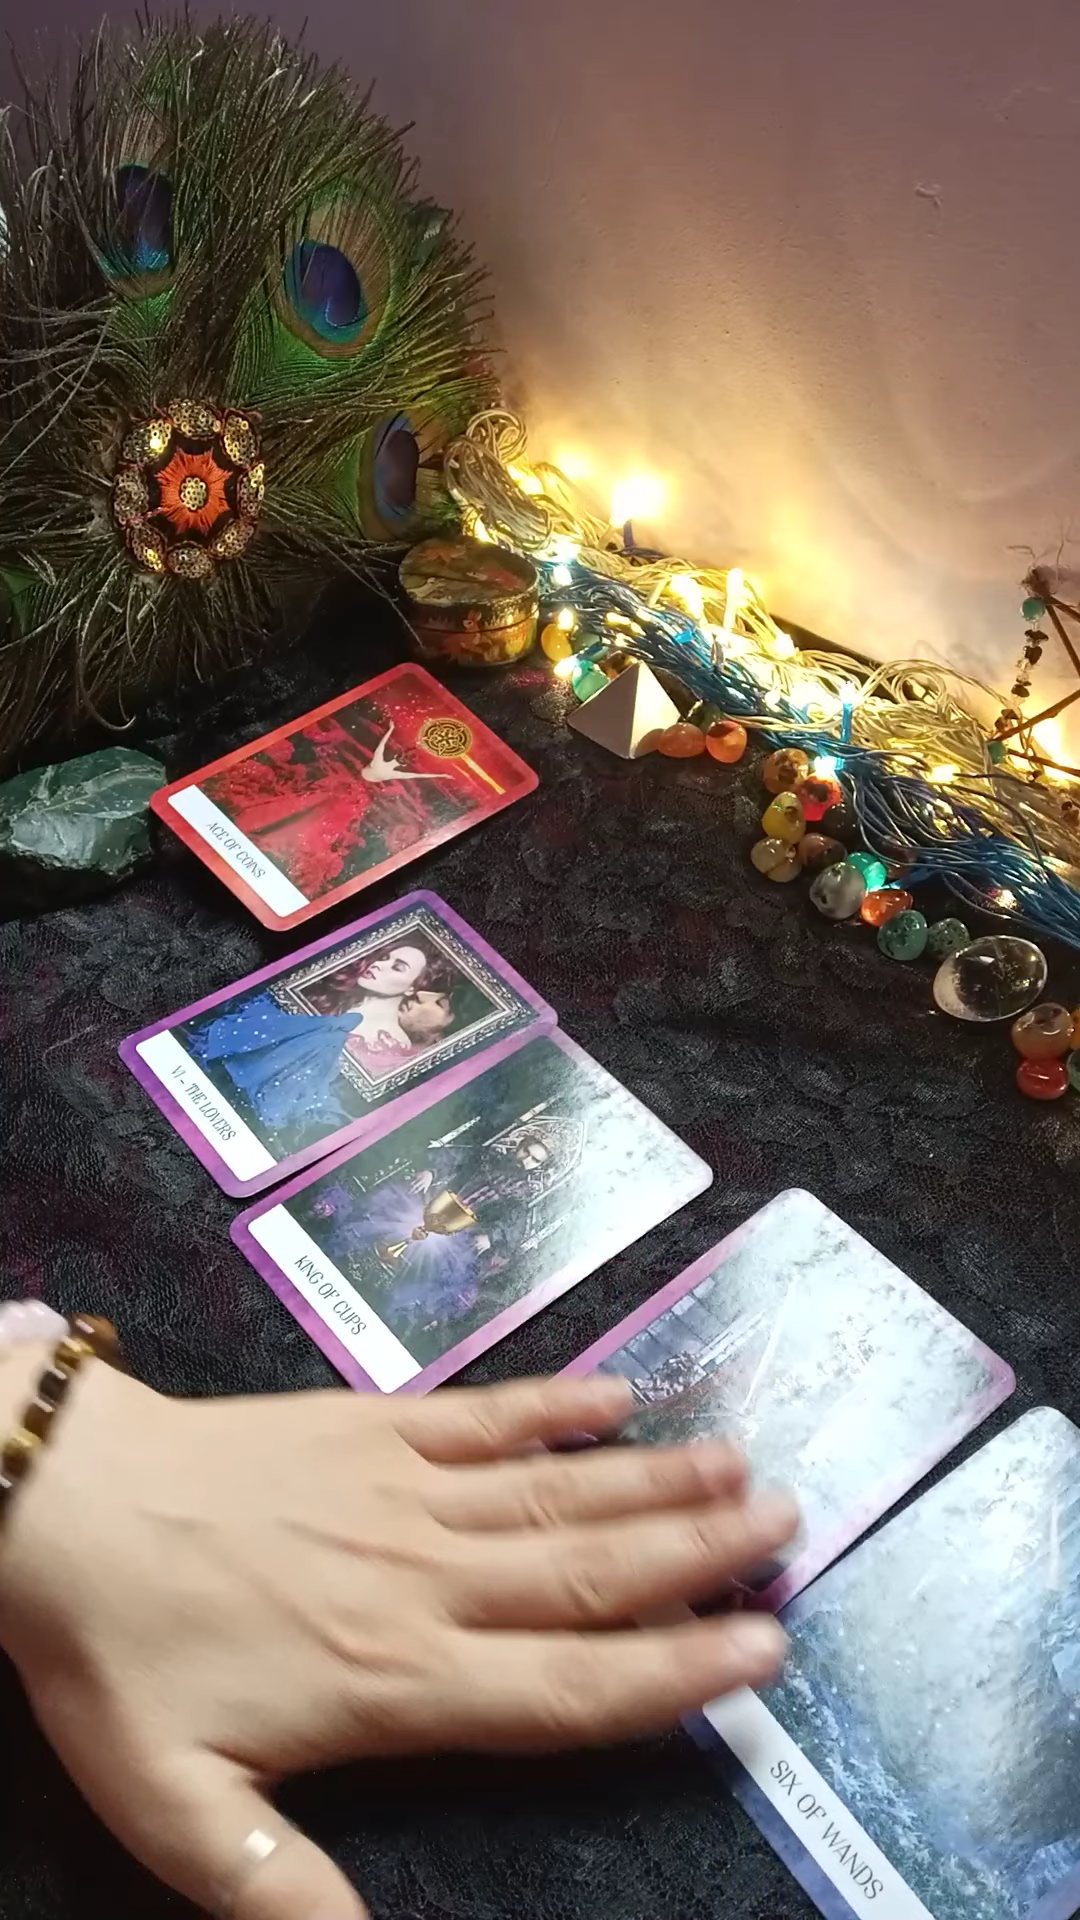 ACE OF COINS
VI - THE LOVERS
KING OF CUPS
SIX OF WANDS